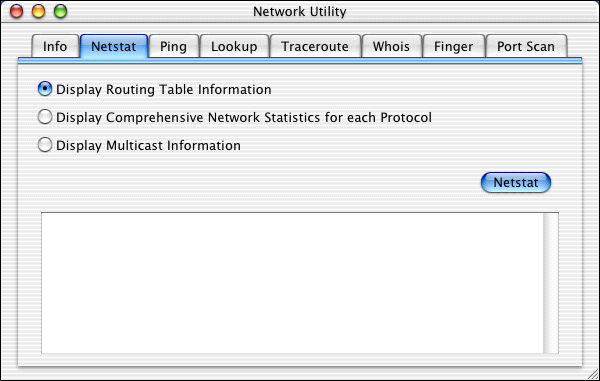 Network Utility
Info Netstat Ping Lookup Traceroute Whois Finger Port Scan
Display Routing Table Information
Display Comprehensive Network Statistics for each Protocol
Display Multicast Information
Netstat